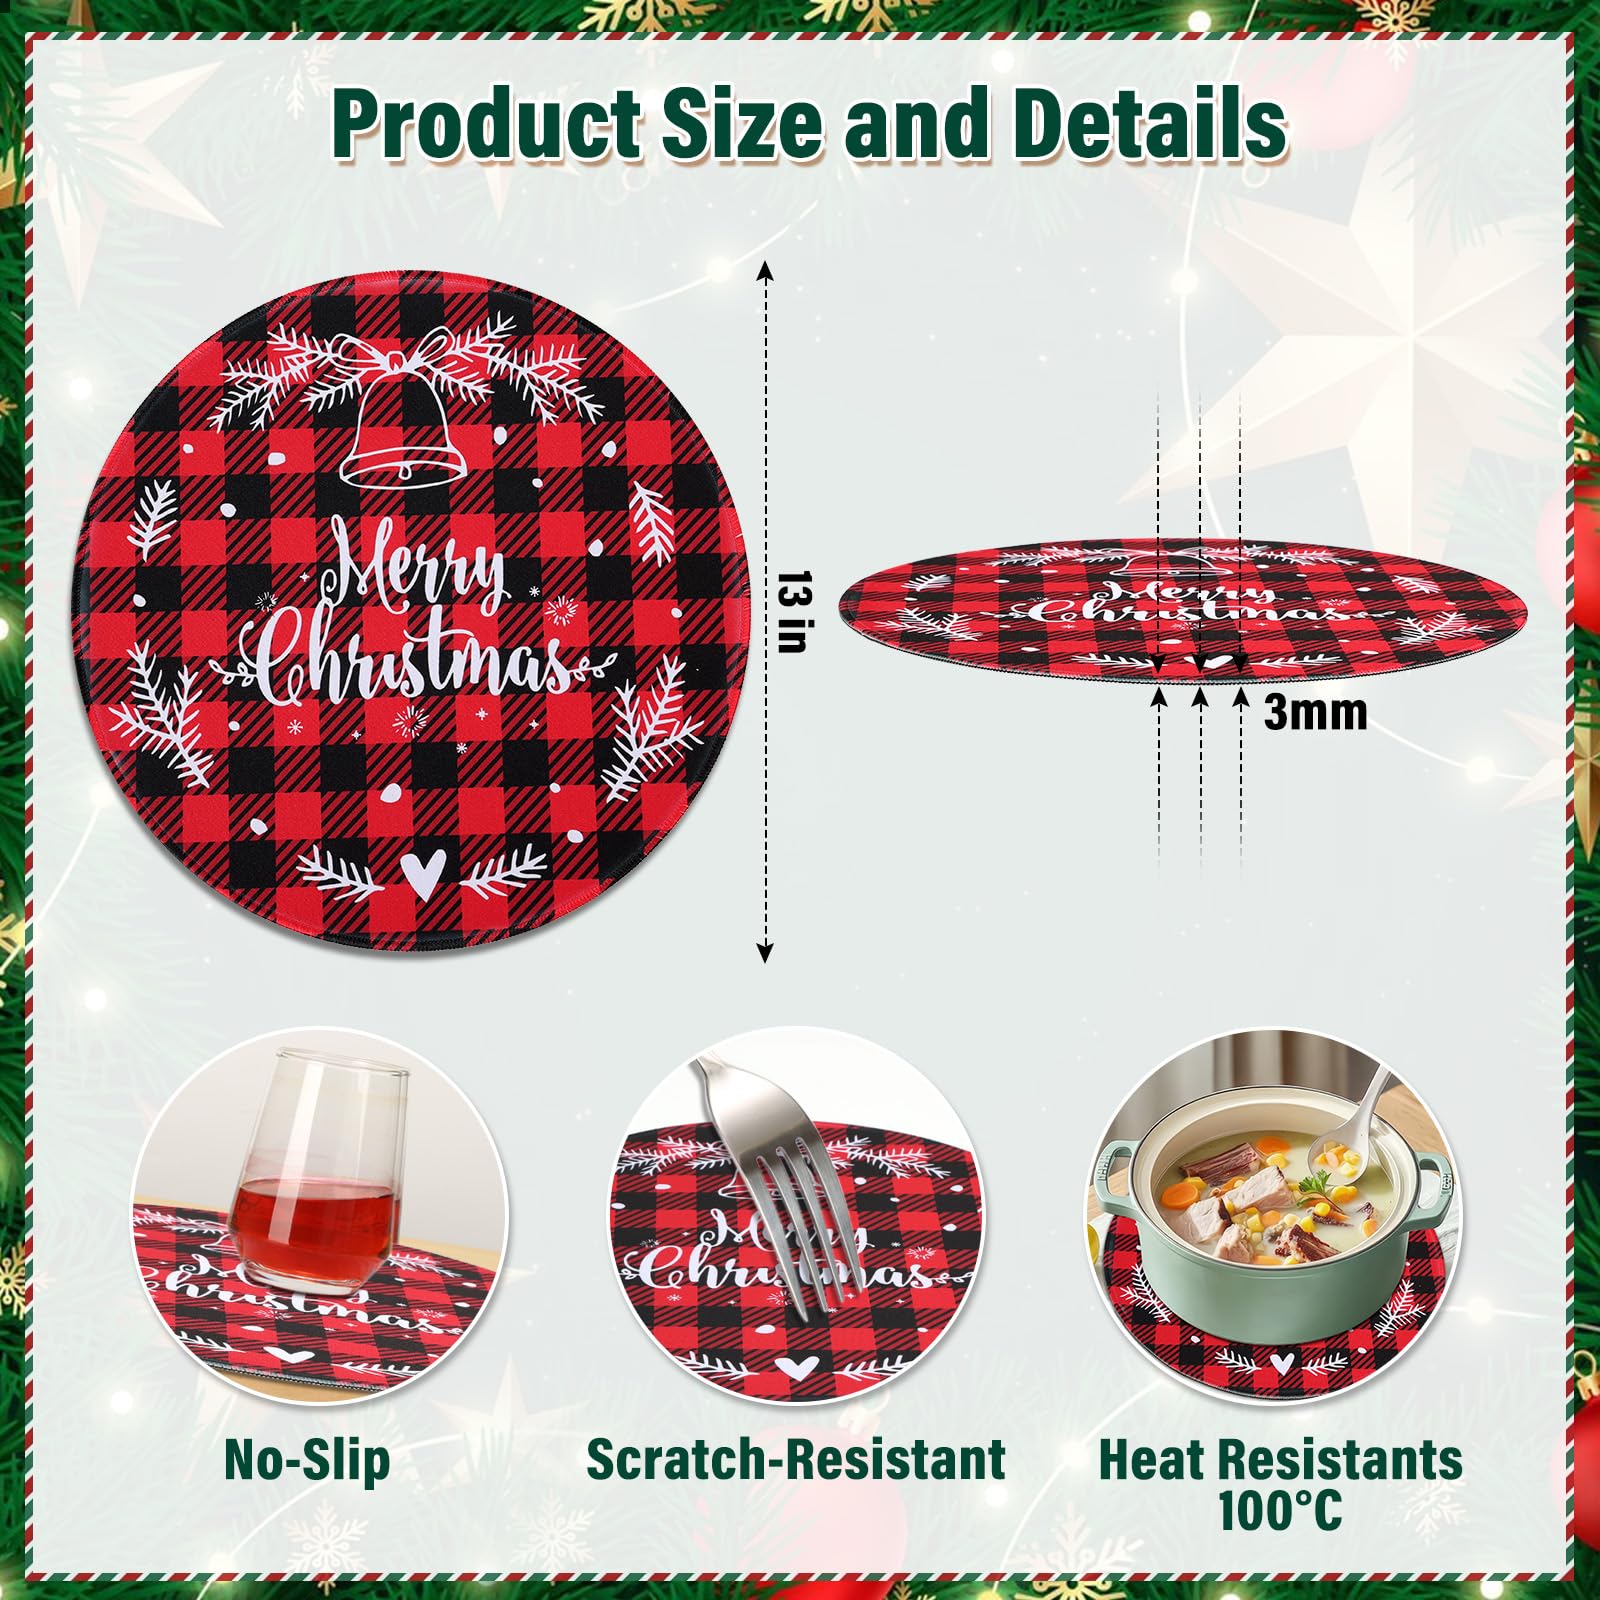 Product Size and Details
Merry
Christmas
13 in
Merry
Christmas
3mm
Christmas
Merry
Christmas
No-Slip
Scratch-Resistant
Heat Resistants
100°C